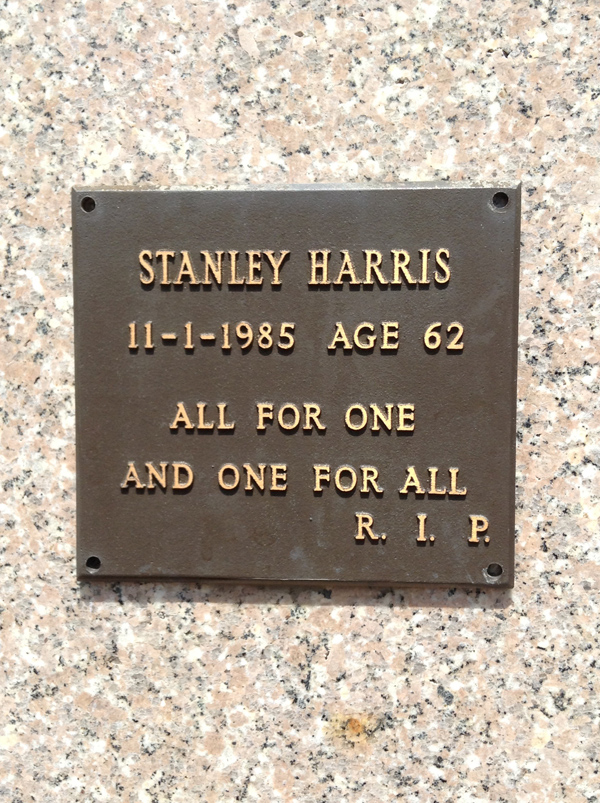 STANLEY HARRIS
11-1-1985 AGE 62
ALL FOR ONE
AND ONE FOR ALL
R. I. P.